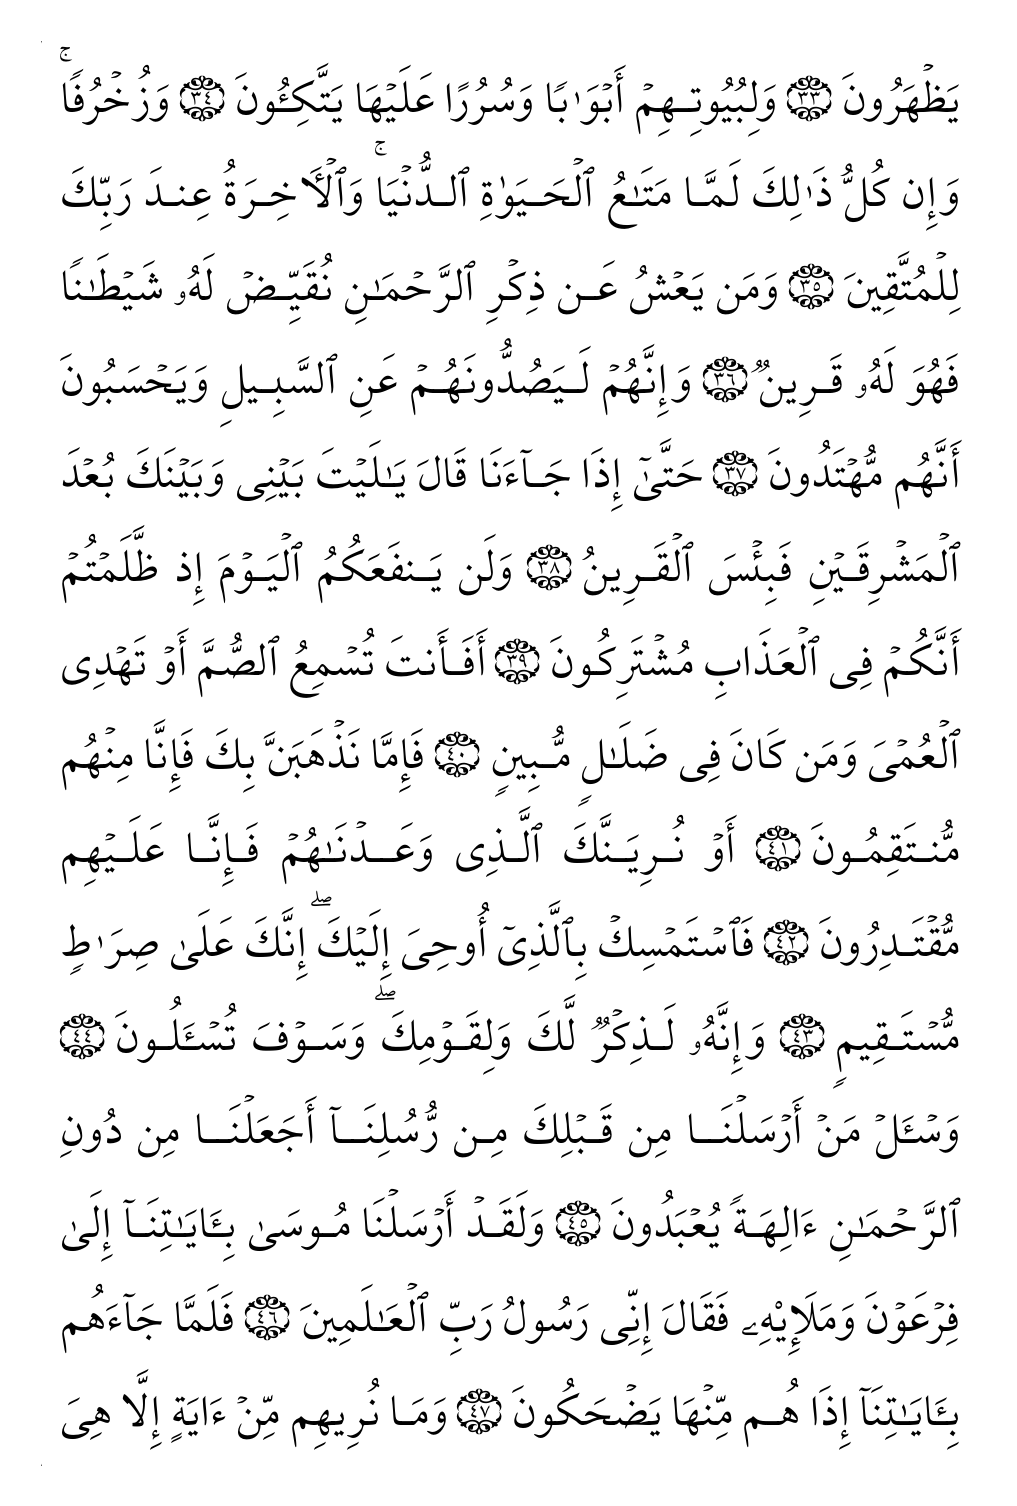 يَظۡهَرُونَ ٣٣ وَلِبُيُوتِهِمۡ أَبۡوَٰبٗا وَسُرُرًا عَلَيۡهَا يَتَّكِـُٔونَ ٣٤ وَزُخۡرُفٗاۚ
وَإِن كُلُّ ذَٰلِكَ لَمَّا مَتَٰعُ ٱلۡحَيَوٰةِ ٱلدُّنۡيَاۚ وَٱلۡأٓخِرَةُ عِندَ رَبِّكَ
لِلۡمُتَّقِينَ ٣٥ وَمَن يَعۡشُ عَن ذِكۡرِ ٱلرَّحۡمَٰنِ نُقَيِّضۡ لَهُۥ شَيۡطَٰنٗا
فَهُوَ لَهُۥ قَرِينٞ ٣٦ وَإِنَّهُمۡ لَيَصُدُّونَهُمۡ عَنِ ٱلسَّبِيلِ وَيَحۡسَبُونَ
أَنَّهُم مُّهۡتَدُونَ ٣٧ حَتَّىٰٓ إِذَا جَآءَنَا قَالَ يَٰلَيۡتَ بَيۡنِي وَبَيۡنَكَ بُعۡدَ
ٱلۡمَشۡرِقَيۡنِ فَبِئۡسَ ٱلۡقَرِينُ ٣٨ وَلَن يَنفَعَكُمُ ٱلۡيَوۡمَ إِذ ظَّلَمۡتُمۡ
أَنَّكُمۡ فِي ٱلۡعَذَابِ مُشۡتَرِكُونَ ٣٩ أَفَأَنتَ تُسۡمِعُ ٱلصُّمَّ أَوۡ تَهۡدِي
ٱلۡعُمۡيَ وَمَن كَانَ فِي ضَلَٰلٖ مُّبِينٖ ٤٠ فَإِمَّا نَذۡهَبَنَّ بِكَ فَإِنَّا مِنۡهُم
مُّنتَقِمُونَ ٤١ أَوۡ نُرِيَنَّكَ ٱلَّذِي وَعَدۡنَٰهُمۡ فَإِنَّا عَلَيۡهِم
مُّقۡتَدِرُونَ ٤٢ فَٱسۡتَمۡسِكۡ بِٱلَّذِيٓ أُوحِيَ إِلَيۡكَۖ إِنَّكَ عَلَىٰ صِرَٰطٖ
مُّسۡتَقِيمٖ ٤٣ وَإِنَّهُۥ لَذِكۡرٞ لَّكَ وَلِقَوۡمِكَۖ وَسَوۡفَ تُسۡـَٔلُونَ ٤٤
وَسۡـَٔلۡ مَنۡ أَرۡسَلۡنَا مِن قَبۡلِكَ مِن رُّسُلِنَآ أَجَعَلۡنَا مِن دُونِ
ٱلرَّحۡمَٰنِ ءَالِهَةٗ يُعۡبَدُونَ ٤٥ وَلَقَدۡ أَرۡسَلۡنَا مُوسَىٰ بِـَٔايَٰتِنَآ إِلَىٰ
فِرۡعَوۡنَ وَمَلَإِيْهِۦ فَقَالَ إِنِّي رَسُولُ رَبِّ ٱلۡعَٰلَمِينَ ٤٦ فَلَمَّا جَآءَهُم
بِـَٔايَٰتِنَآ إِذَا هُم مِّنۡهَا يَضۡحَكُونَ ٤٧ وَمَا نُرِيهِم مِّنۡ ءَايَةٍ إِلَّا هِيَ